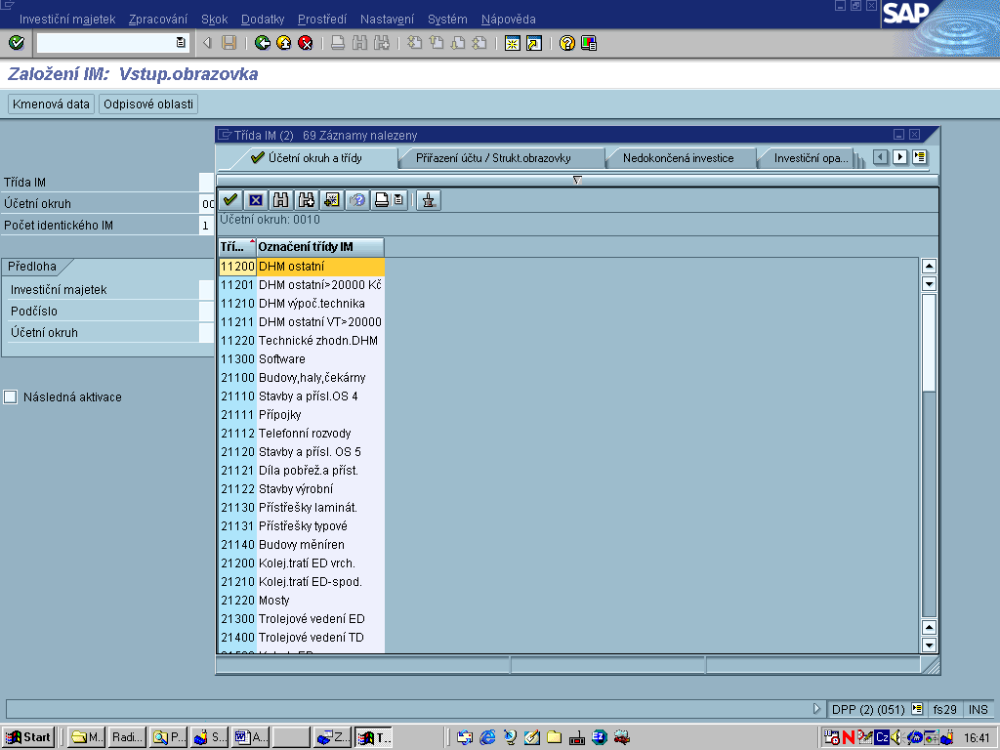 Investiční majetek Zpracování Skok Dodatky Prostředí Nastavení Systém Nápověda
SAP
Založení IM: Vstup.obrazovka
Kmenová data Odpisové oblasti
Třída IM (2) 69 Záznamy nalezeny
Účetní okruh a třídy Přiřazení účtu / Strukt.obrazovky Nedokončená investice Investiční opa...
Třída IM
Účetní okruh
Počet identického IM 1
Předloha
Investiční majetek
Podčíslo
Účetní okruh
Následná aktivace
Účetní okruh: 0010
Tří... Označení třídy IM
11200 DHM ostatní
11201 DHM ostatní>20000 Kč
11210 DHM výpoč.technika
11211 DHM ostatní VT>20000
11220 Technické zhodn.DHM
11300 Software
21100 Budovy,haly,čekárny
21110 Stavby a přísl.OS 4
21111 Přípojky
21112 Telefonní rozvody
21120 Stavby a přísl. OS 5
21121 Díla pobřež.a příst.
21122 Stavby výrobní
21130 Přístřešky laminát.
21131 Přístřešky typové
21140 Budovy měníren
21200 Kolej.tratí ED vrch.
21210 Kolej.tratí ED-spod.
21220 Mosty
21300 Trolejové vedení ED
21400 Trolejové vedení TD
DPP (2) (051) fs29 INS
Start M.. Radi... P... S... A... Z... T.. Cz 16:41